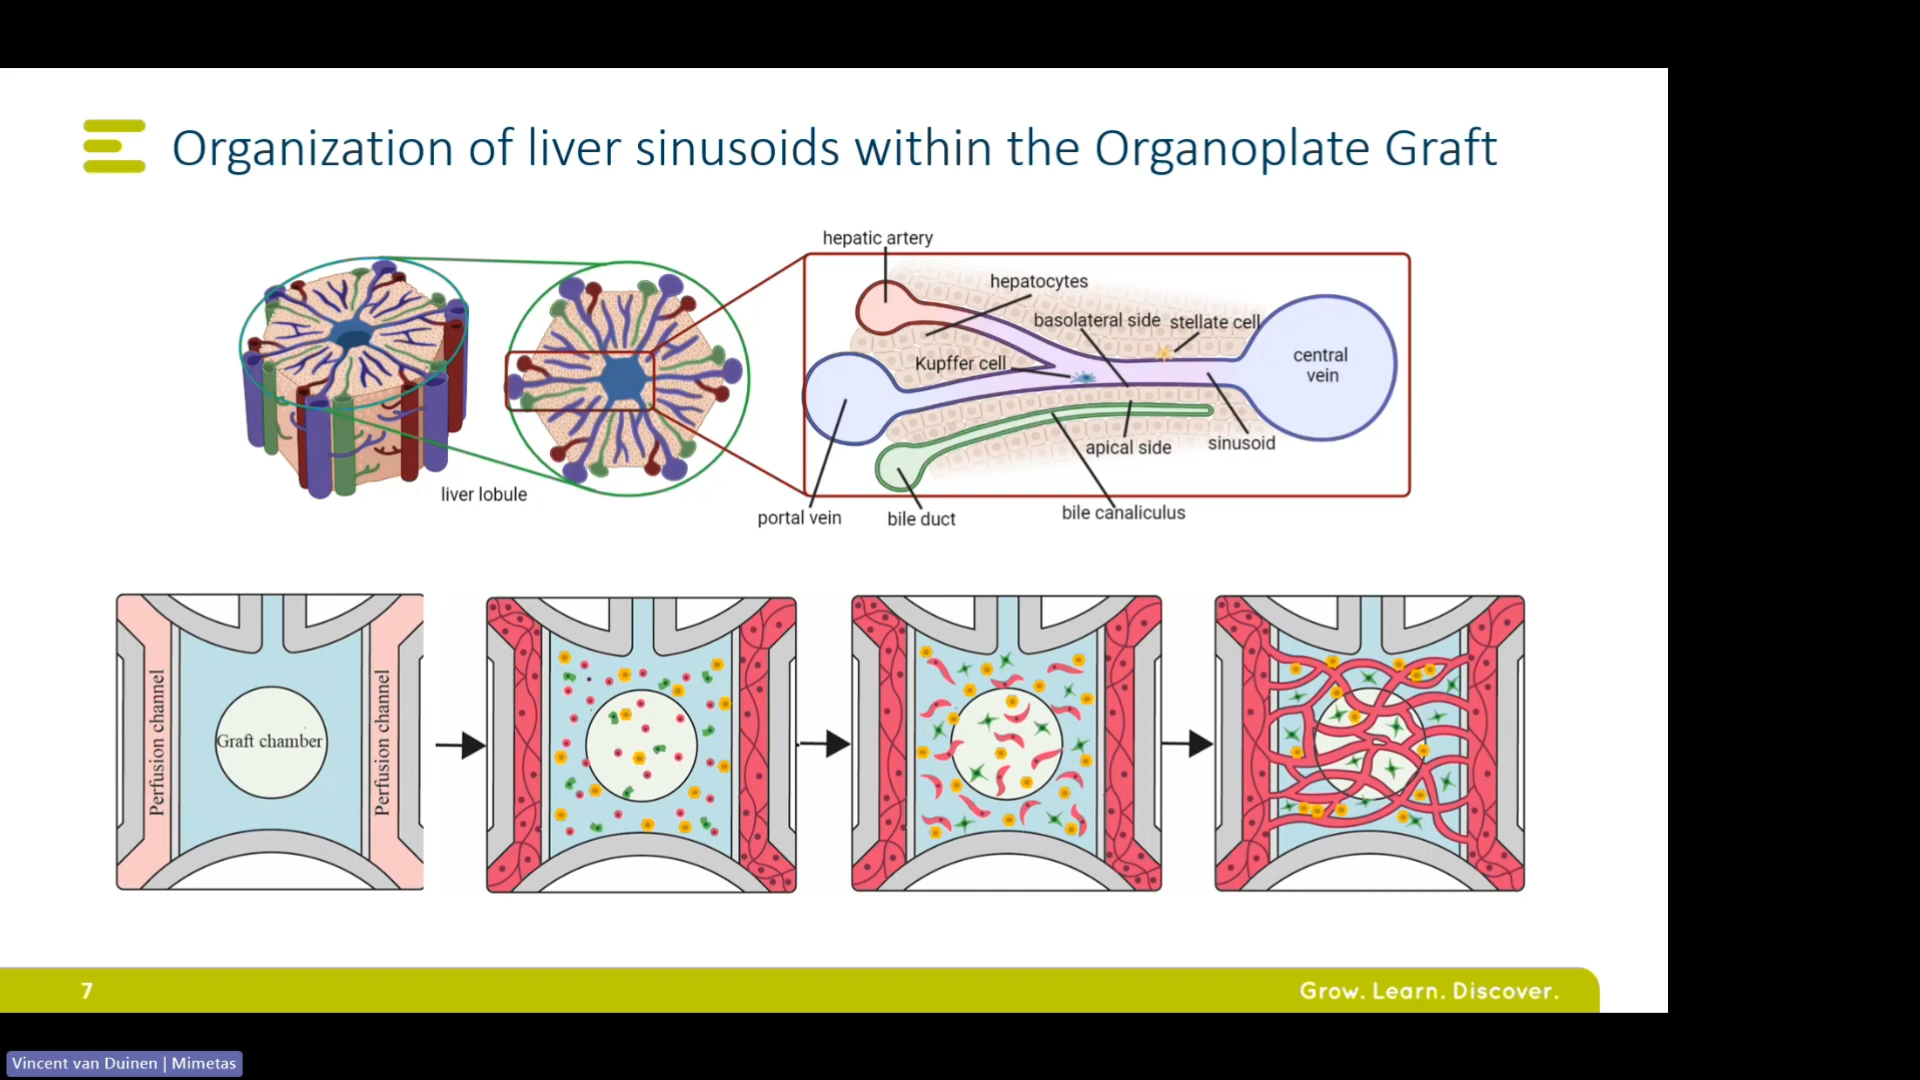 Organization of liver sinusoids within the Organoplate Graft
hepatic artery
hepatocytes
basolateral side
stellate cell
Kupffer cell
central
vein
apical side
sinusoid
liver lobule
portal vein
bile duct
bile canaliculus
Perfusion channel
Graft chamber
Perfusion channel
7
Grow. Learn. Discover.
Vincent van Duinen | Mimetas